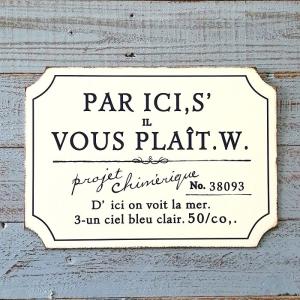 PAR ICI,S'
IL
VOUS PLAÎT.W.
projet chimérique No. 38093
D' ici on voit la mer.
3-un ciel bleu clair. 50/co,.